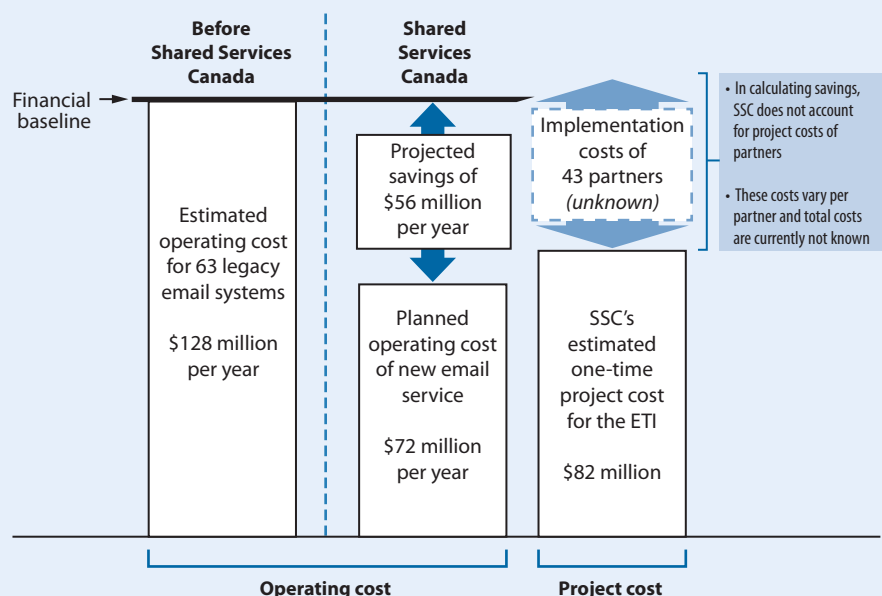 Before
Shared Services
Canada
Shared
Services
Canada
Financial
baseline
Estimated
operating cost
for 63 legacy
email systems
$128 million
per year
Projected
savings of
$56 million
per year
Planned
operating cost
of new email
service
$72 million
per year
Implementation
costs of
43 partners
(unknown)
SSC's
estimated
one-time
project cost
for the ETI
$82 million
• In calculating savings,
SSC does not account
for project costs of
partners
• These costs vary per
partner and total costs
are currently not known
Operating cost
Project cost